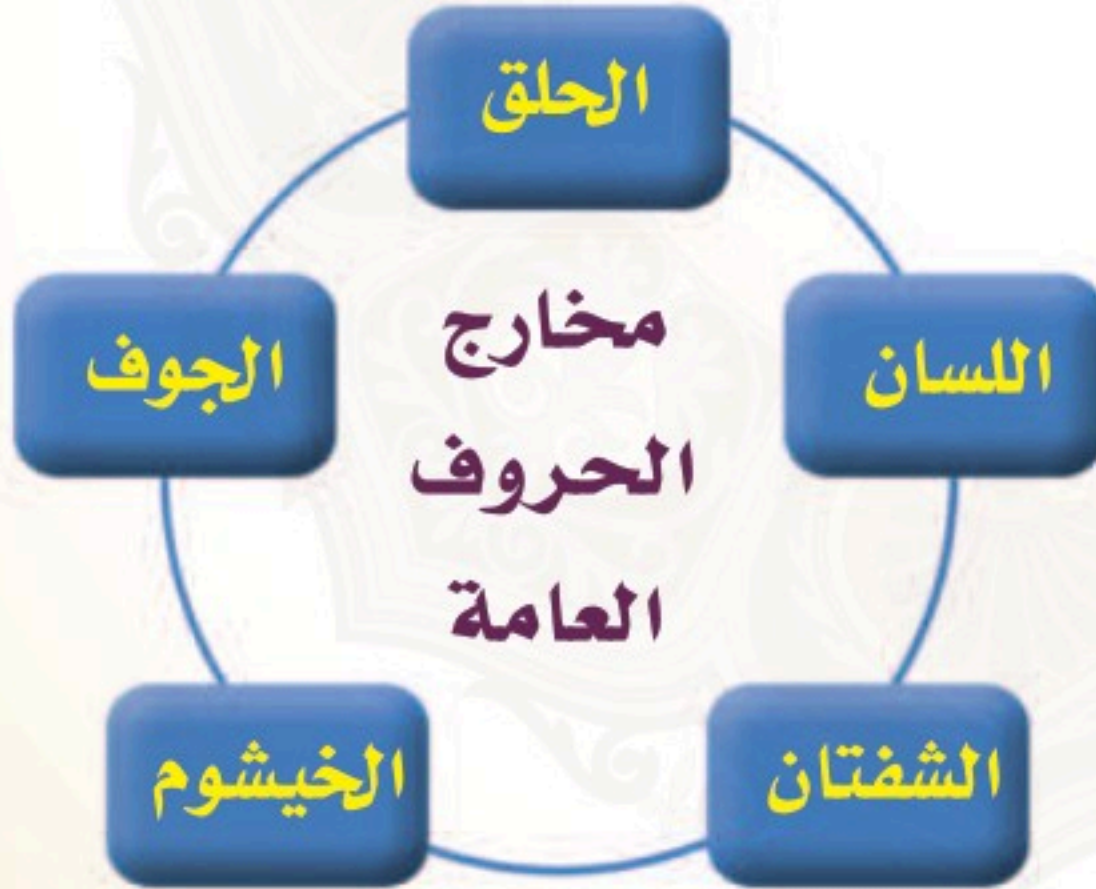 الحلق
مخارج
الحروف
العامة
اللسان
الجوف
الشفتان
الخيشوم